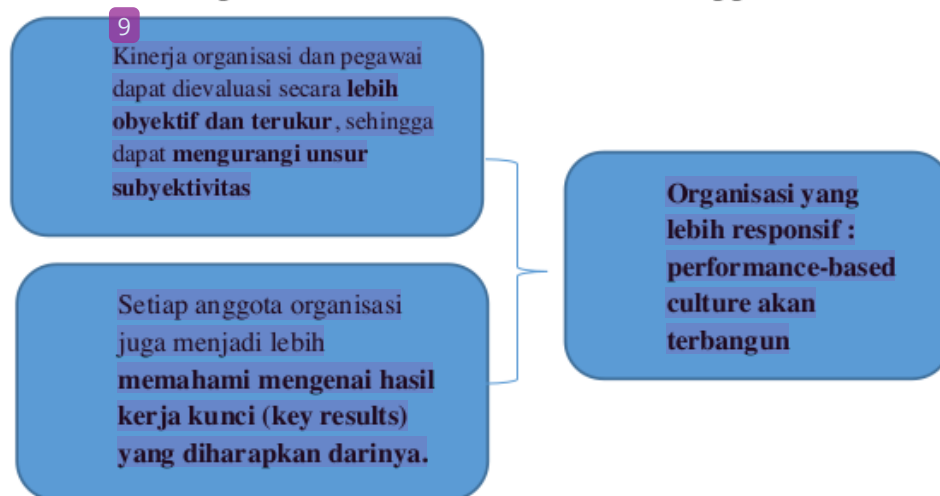 9
Kinerja organisasi dan pegawai
dapat dievaluasi secara lebih
obyektif dan terukur, sehingga
dapat mengurangi unsur
subyektivitas
Setiap anggota organisasi
juga menjadi lebih
memahami mengenai hasil
kerja kunci (key results)
yang diharapkan darinya.
Organisasi yang
lebih responsif :
performance-based
culture akan
terbangun